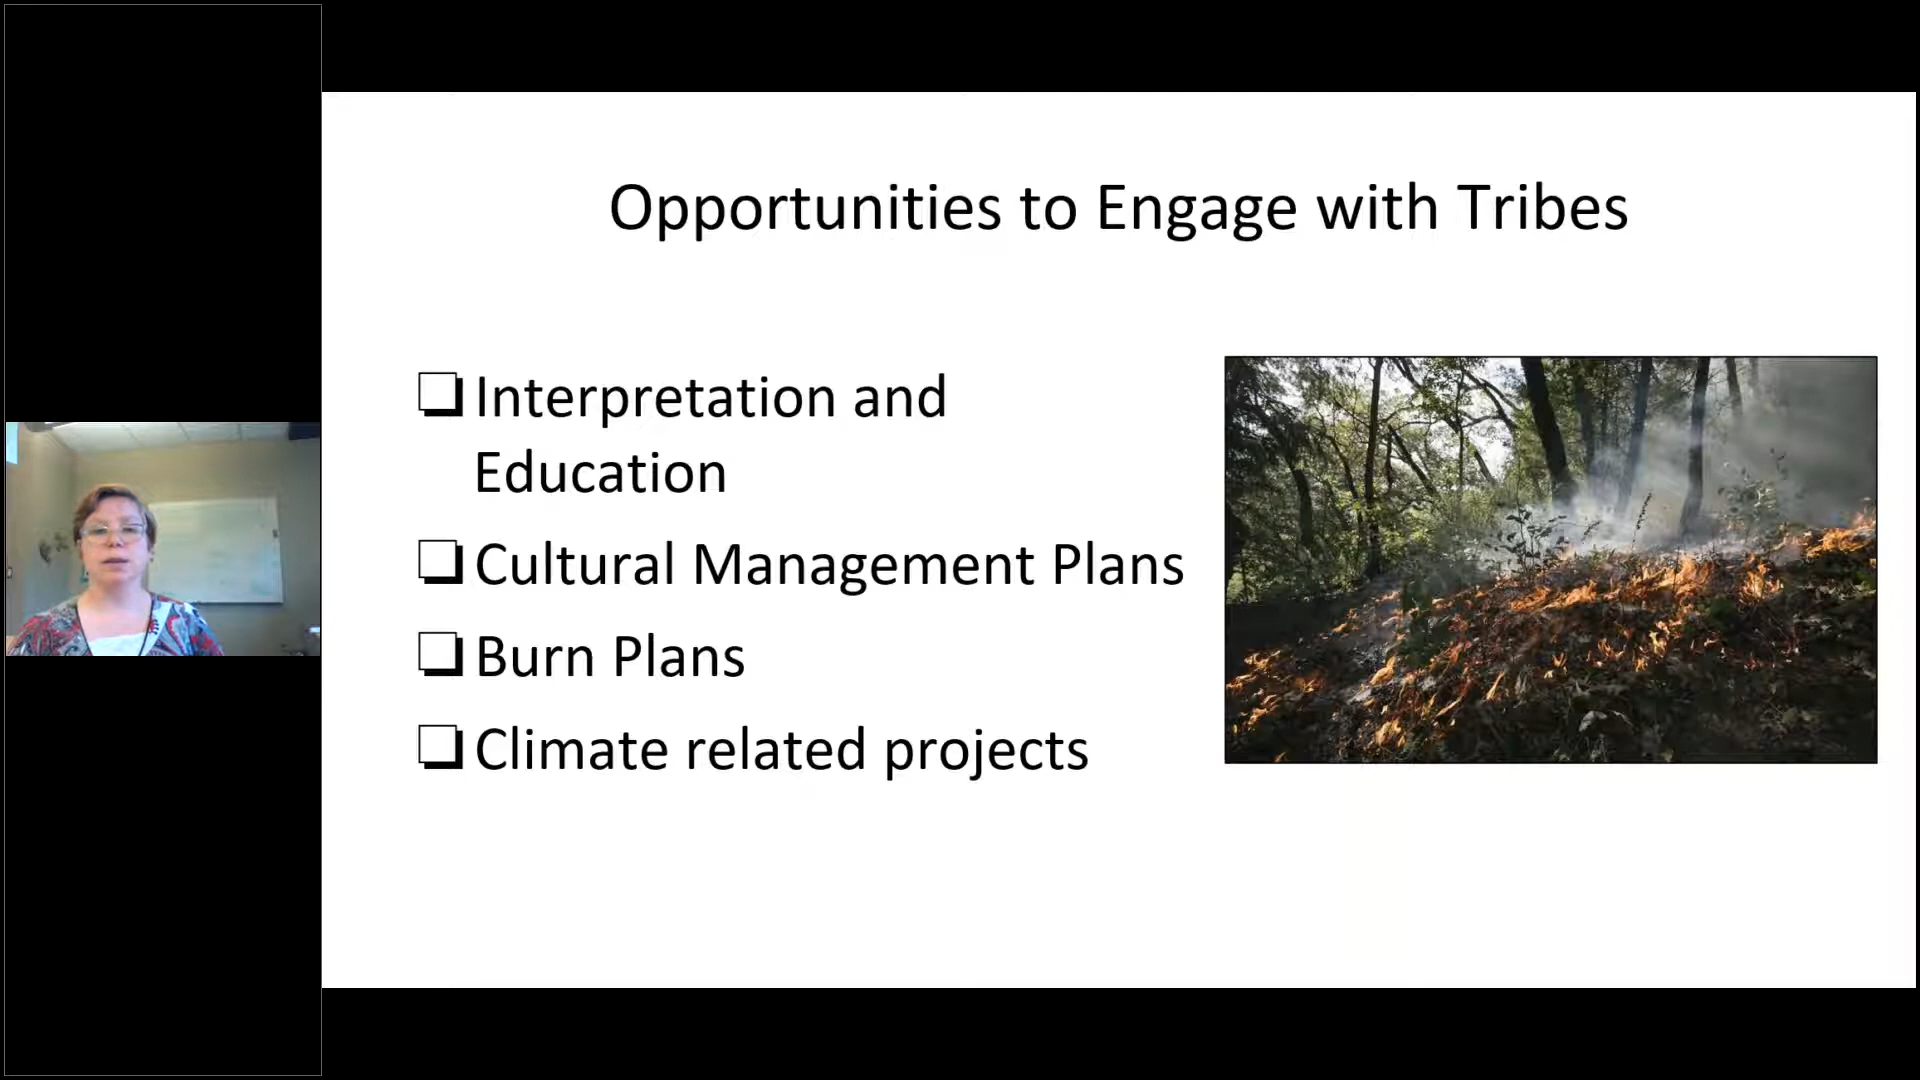 Opportunities to Engage with Tribes
Interpretation and
Education
Cultural Management Plans
Burn Plans
Climate related projects